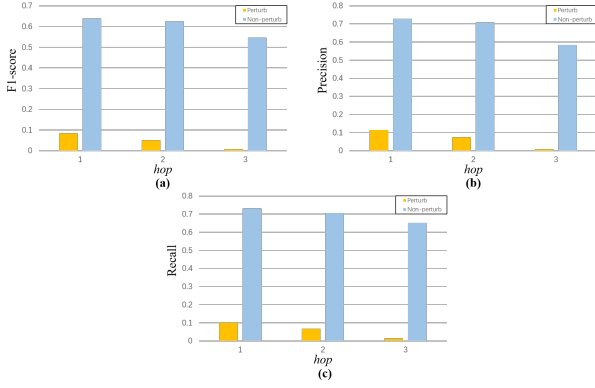 0.7
0.6
0.5
0.4
0.3
0.2
0.1
0
F1-score
Perturb
Non-perturb
1 2 3
hop
(a)
0.8
0.7
0.6
0.5
0.4
0.3
0.2
0.1
0
Precision
Perturb
Non-perturb
1 2 3
hop
(b)
0.8
0.7
0.6
0.5
0.4
0.3
0.2
0.1
0
Recall
Perturb
Non-perturb
1 2 3
hop
(c)